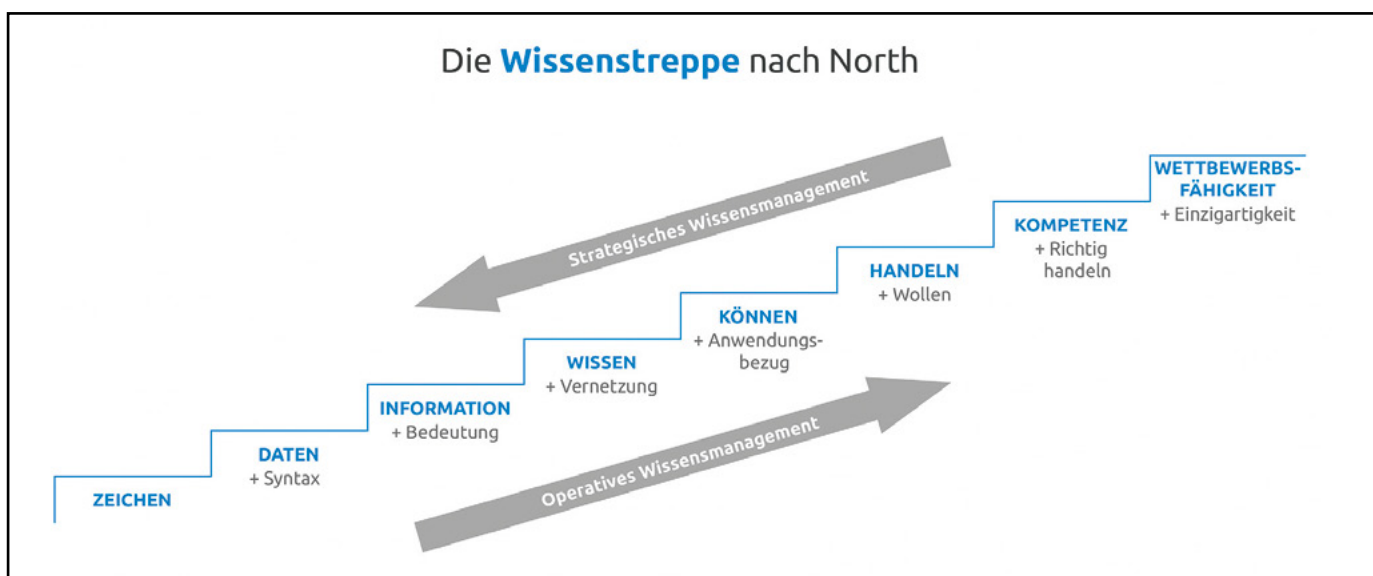 Die Wissenstreppe nach North
Strategisches Wissensmanagement
WETTBEWERBS-
FÄHIGKEIT
+ Einzigartigkeit
KOMPETENZ
+ Richtig
handeln
HANDELN
+ Wollen
KÖNNEN
+ Anwendungs-
bezug
WISSEN
+ Vernetzung
INFORMATION
+ Bedeutung
DATEN
+ Syntax
ZEICHEN
Operatives Wissensmanagement